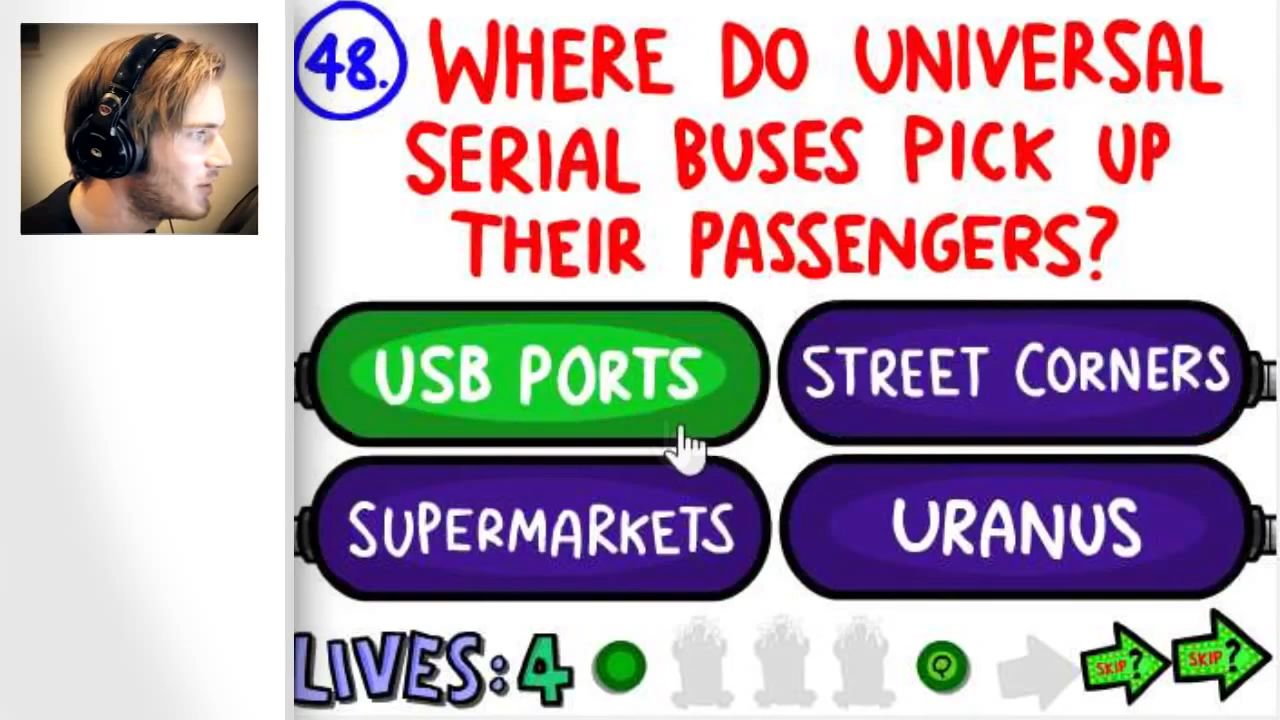 48. WHERE DO UNIVERSAL
SERIAL BUSES PICK UP
THEIR PASSENGERS?
USB PORTS
STREET CORNERS
SUPERMARKETS
URANUS
LIVES: 4
SKIP?
SKIP?